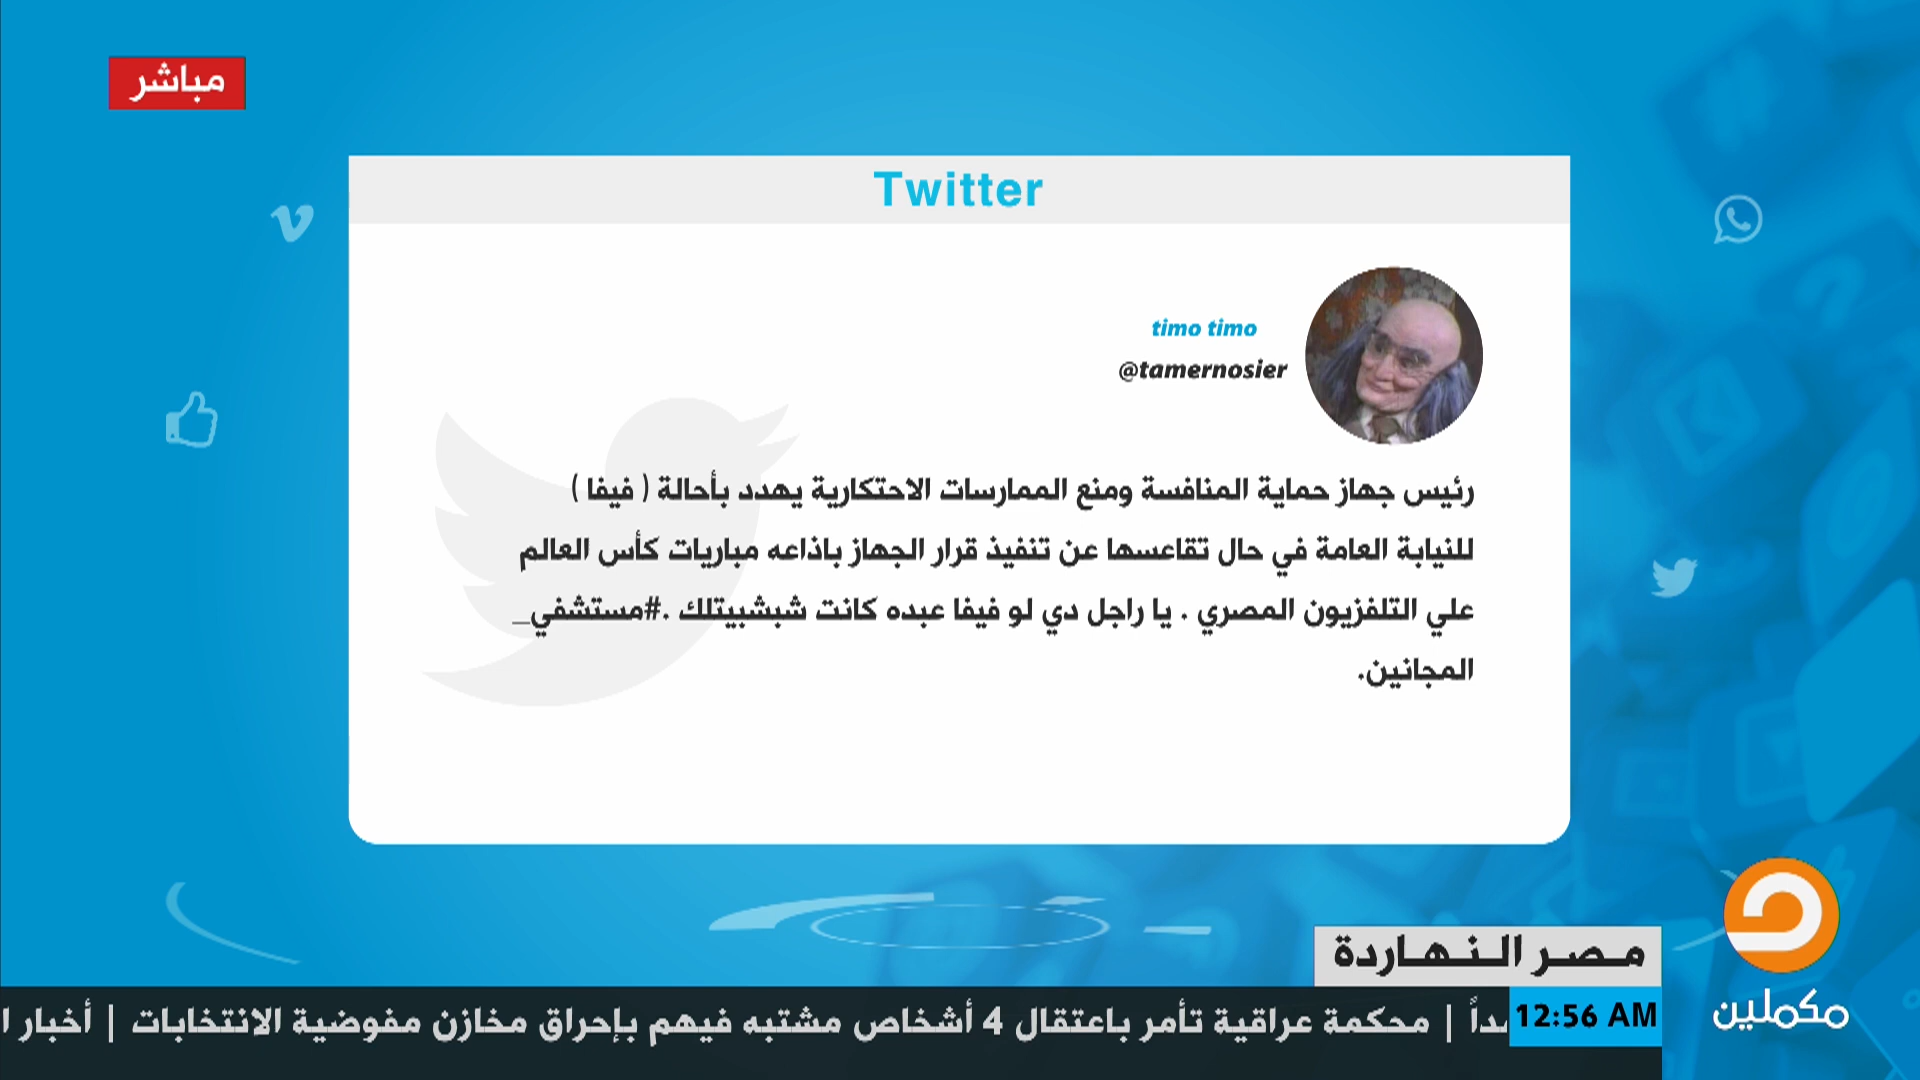 مباشر
Twitter
timo timo
@tamernosier
رئيس جهاز حماية المنافسة ومنع الممارسات الاحتكارية يهدد بأحالة ( فيفا )
للنيابة العامة في حال تقاعسها عن تنفيذ قرار الجهاز باذاعه مباريات كأس العالم
علي التلفزيون المصري . يا راجل دي لو فيفا عبده كانت شبشبيتلك .#مستشفي_
المجانين.
مصر النهاردة
مكملين
12:56 AM
محكمة عراقية تأمر باعتقال 4 أشخاص مشتبه فيهم بإحراق مخازن مفوضية الانتخابات | أخبار